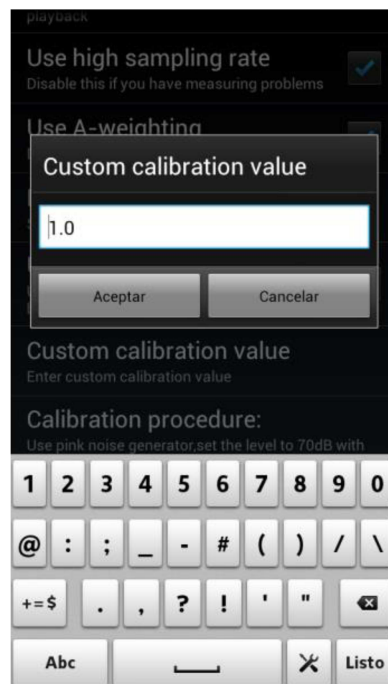 playback
Use high sampling rate
Disable this if you have measuring problems
Use A-weighting
Custom calibration value
1.0
Aceptar Cancelar
Custom calibration value
Enter custom calibration value
Calibration procedure:
Use pink noise generator,set the level to 70dB with
1 2 3 4 5 6 7 8 9 0
@ : ; _ - # ( ) / \
+=$ . , ? ! ' "
Abc Listo